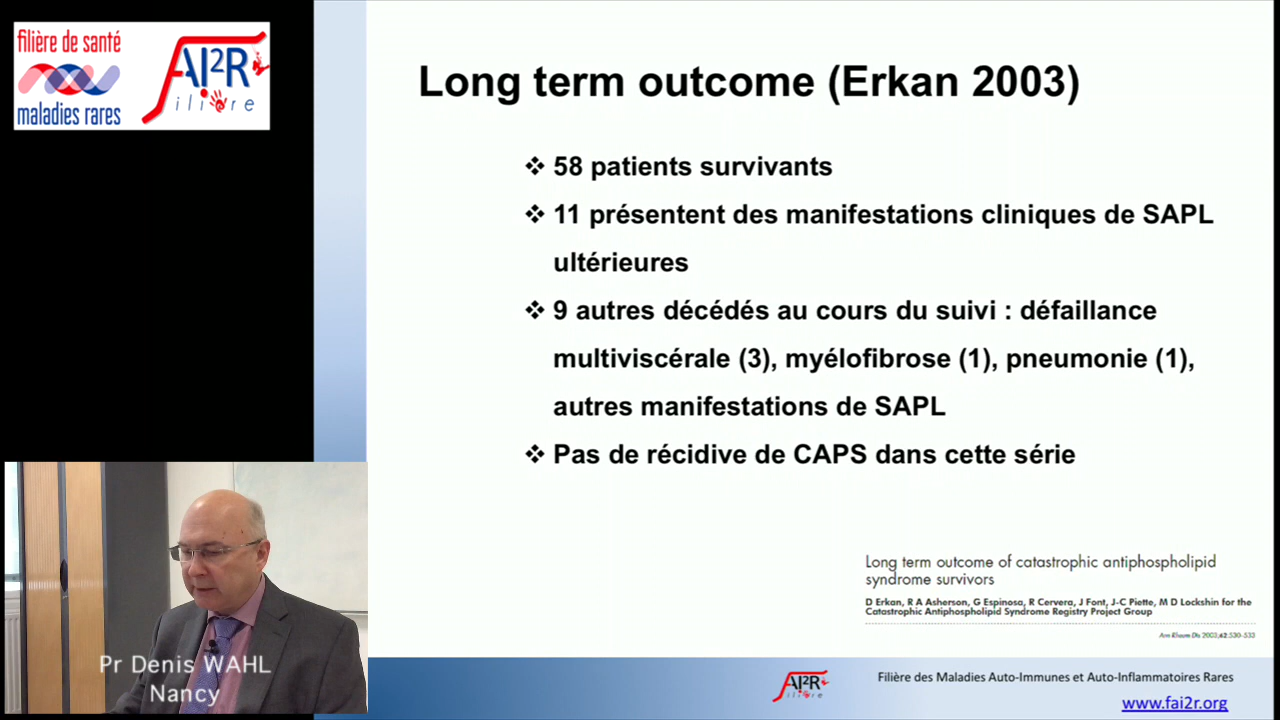 filière de santé
maladies rares
FAI2R
filière
Long term outcome (Erkan 2003)
❖ 58 patients survivants
❖ 11 présentent des manifestations cliniques de SAPL
ultérieures
❖ 9 autres décédés au cours du suivi : défaillance
multiviscérale (3), myélofibrose (1), pneumonie (1),
autres manifestations de SAPL
❖ Pas de récidive de CAPS dans cette série
Long term outcome of catastrophic antiphospholipid
syndrome survivors
D Erkan, R A Asherson, G Espinosa, R Cervera, J Font, J-C Piette, M D Lockshin for the
Catastrophic Antiphospholipid Syndrome Registry Project Group
Ann Rheum Dis 2003;62:530–533
Pr Denis WAHL
Nancy
FAI2R
filière
Filière des Maladies Auto-Immunes et Auto-Inflammatoires Rares
www.fai2r.org